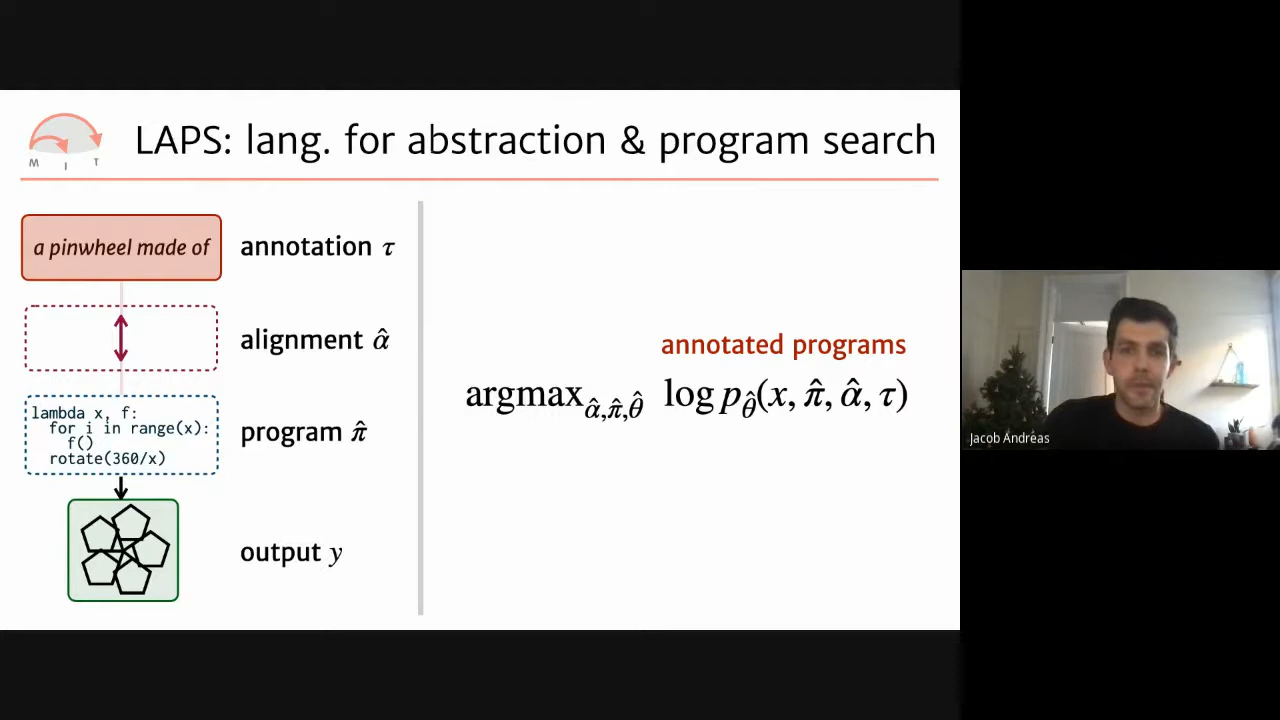 M I T
LAPS: lang. for abstraction & program search
a pinwheel made of
annotation τ
alignment α̂
lambda x, f:
for i in range(x):
f()
rotate(360/x)
program π̂
output y
annotated programs
argmax_α̂,π̂,θ̂ log p_θ̂(x, π̂, α̂, τ)
Jacob Andreas